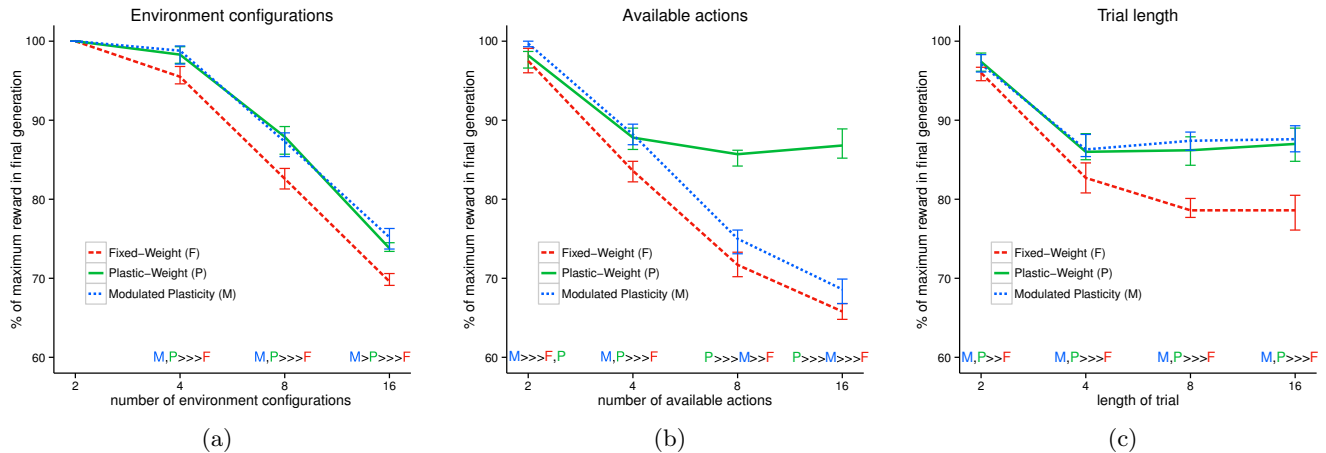 Environment configurations
% of maximum reward in final generation
100
90
80
70
60
Fixed−Weight (F)
Plastic−Weight (P)
Modulated Plasticity (M)
M,P>>>F M,P>>>F M>P>>>F
2 4 8 16
number of environment configurations
(a)
Available actions
% of maximum reward in final generation
100
90
80
70
60
Fixed−Weight (F)
Plastic−Weight (P)
Modulated Plasticity (M)
M>>>F,P M,P>>>F P>>>M>>F P>>>M>>>F
2 4 8 16
number of available actions
(b)
Trial length
% of maximum reward in final generation
100
90
80
70
60
Fixed−Weight (F)
Plastic−Weight (P)
Modulated Plasticity (M)
M,P>>F M,P>>>F M,P>>>F M,P>>>F
2 4 8 16
length of trial
(c)